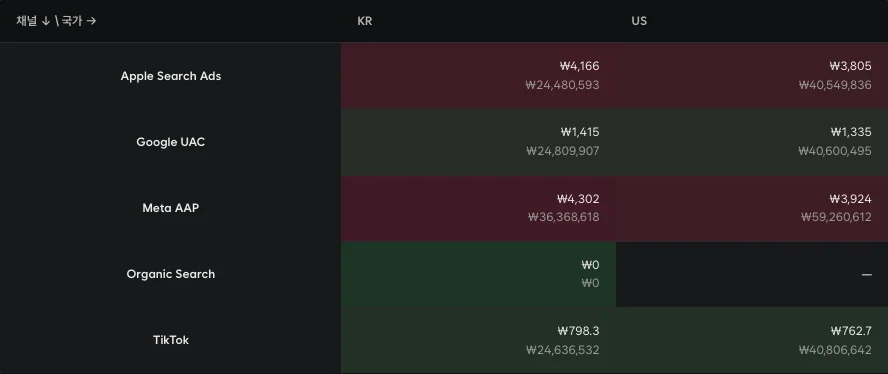 채널 ↓ \ 국가 → KR US
Apple Search Ads ₩4,166 ₩3,805
₩24,480,593 ₩40,549,836
Google UAC ₩1,415 ₩1,335
₩24,809,907 ₩40,600,495
Meta AAP ₩4,302 ₩3,924
₩36,368,618 ₩59,260,612
Organic Search ₩0 —
₩0
TikTok ₩798.3 ₩762.7
₩24,636,532 ₩40,806,642